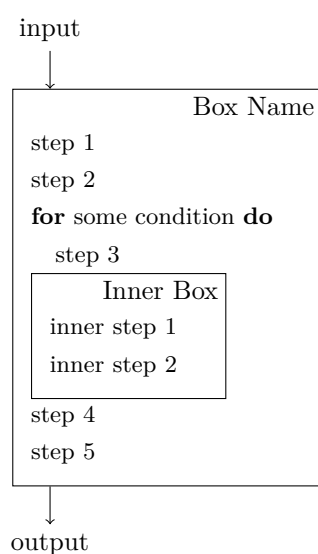 input
Box Name
step 1
step 2
for some condition do
step 3
Inner Box
inner step 1
inner step 2
step 4
step 5
output